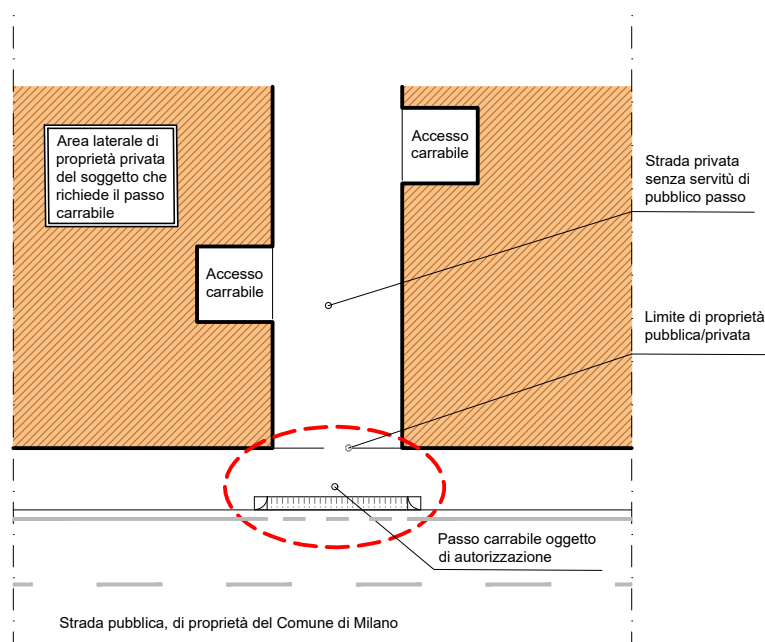 Area laterale di
proprietà privata
del soggetto che
richiede il passo
carrabile
Accesso
carrabile
Accesso
carrabile
Strada privata
senza servitù di
pubblico passo
Limite di proprietà
pubblica/privata
Passo carrabile oggetto
di autorizzazione
Strada pubblica, di proprietà del Comune di Milano